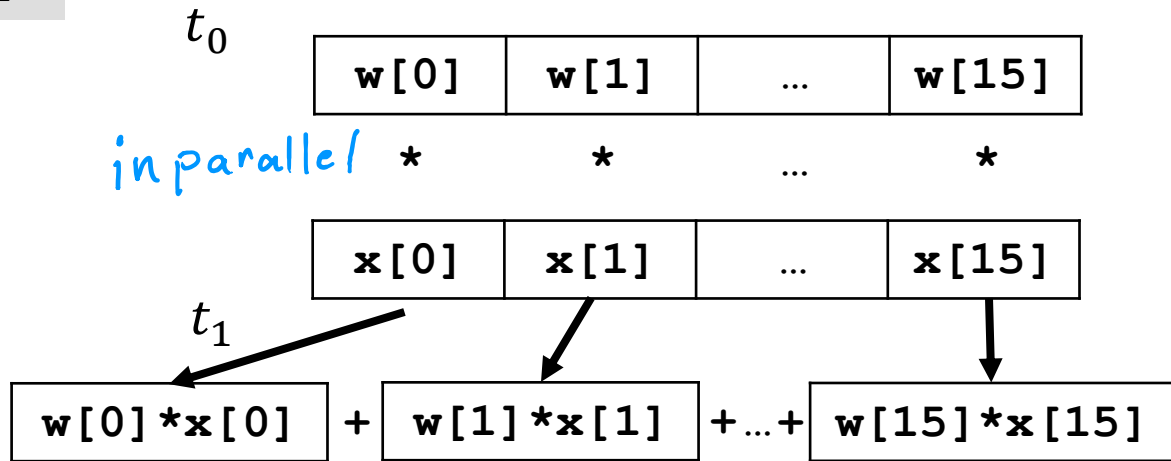 t₀
w[0] w[1] … w[15]
in parallel * * … *
x[0] x[1] … x[15]
t₁
w[0]*x[0] + w[1]*x[1] +…+ w[15]*x[15]